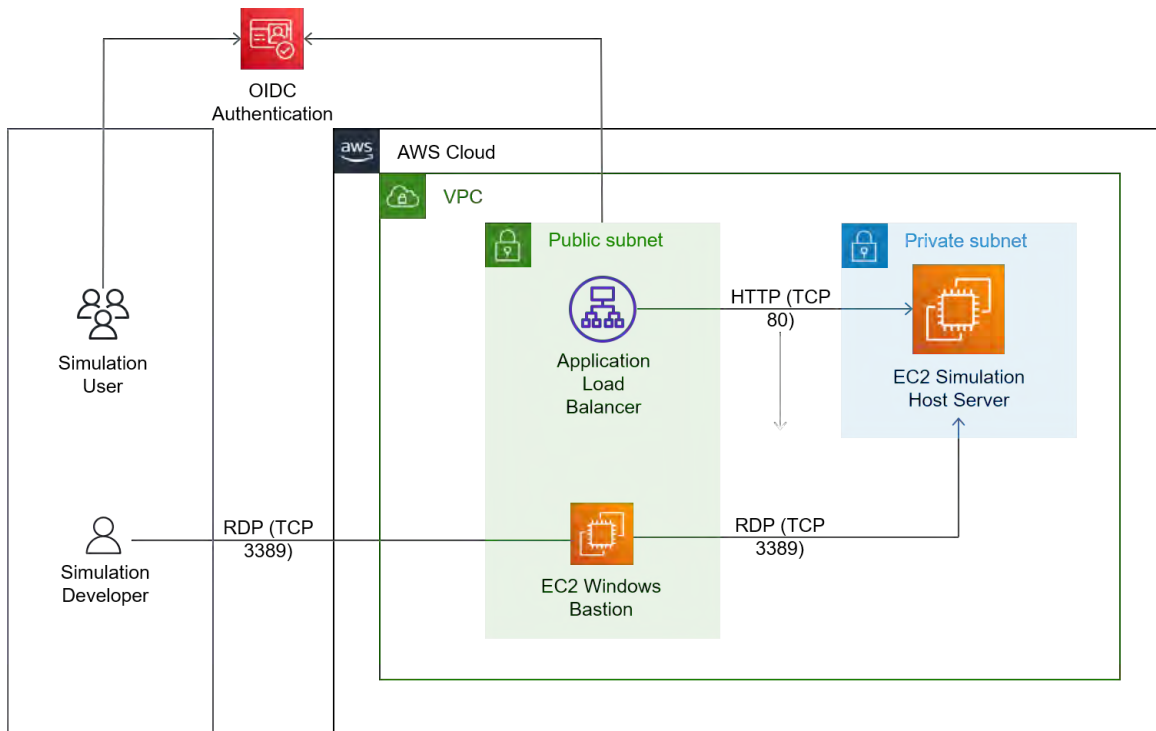 OIDC
Authentication
aws
AWS Cloud
VPC
Public subnet
Private subnet
HTTP (TCP
80)
Simulation
User
Application
Load
Balancer
EC2 Simulation
Host Server
RDP (TCP
3389)
RDP (TCP
3389)
Simulation
Developer
EC2 Windows
Bastion